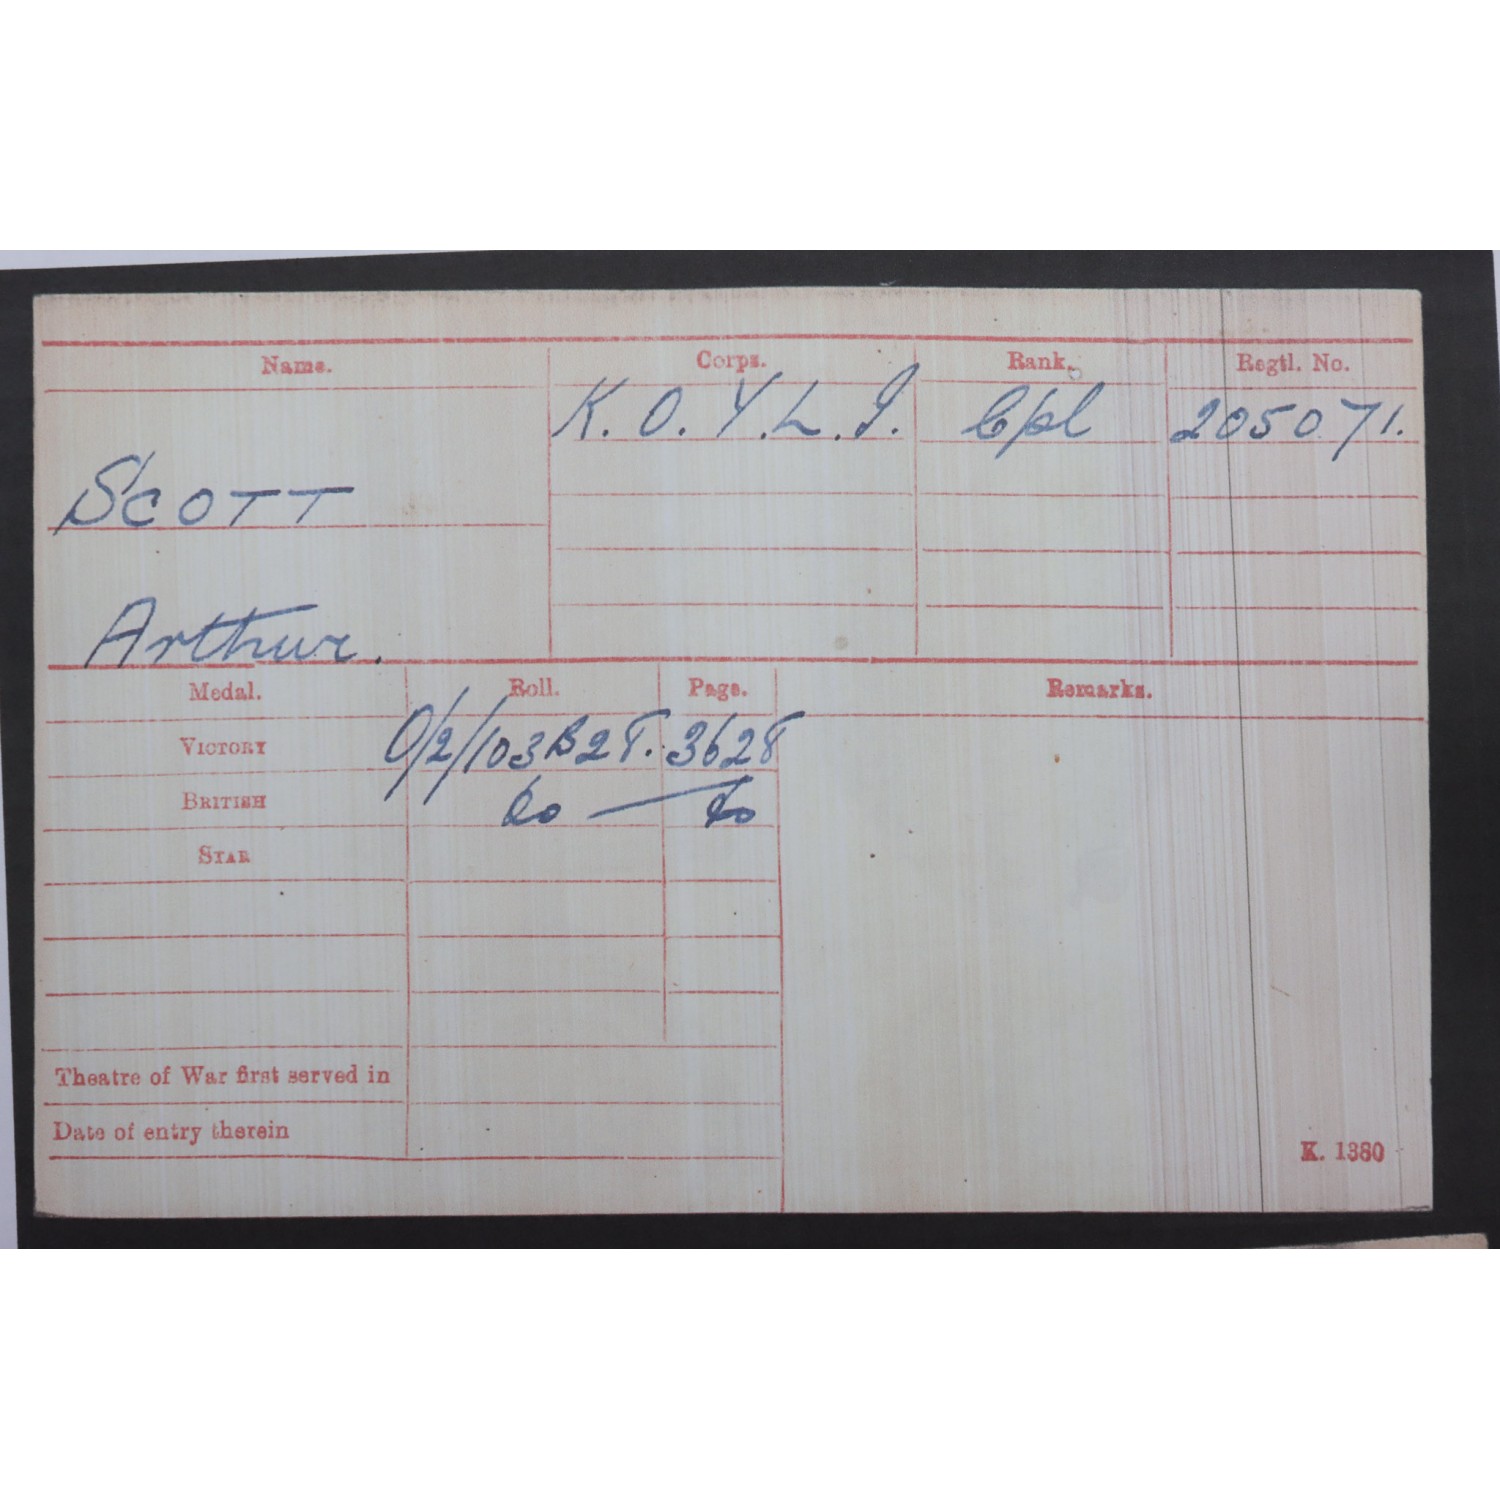 Name. Corps. Rank. Regtl. No.
K. O. Y. L. I. Cpl 205071.
SCOTT
Arthur.
Medal. Roll. Page. Remarks.
VICTORY O/2/103B28. 3628
BRITISH do — do
STAR
Theatre of War first served in
Date of entry therein
K. 1380